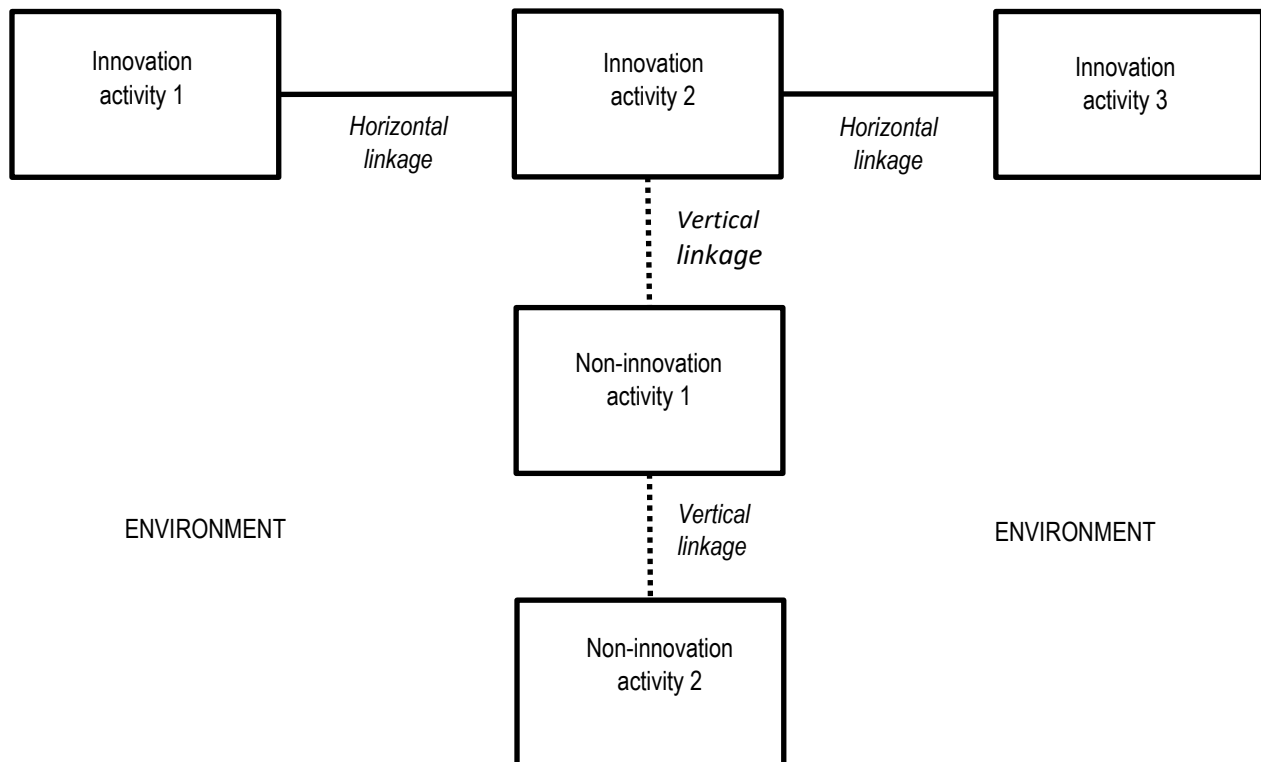 Innovation
activity 1
Innovation
activity 2
Innovation
activity 3
Horizontal
linkage
Horizontal
linkage
Vertical
linkage
Non-innovation
activity 1
ENVIRONMENT
Vertical
linkage
ENVIRONMENT
Non-innovation
activity 2